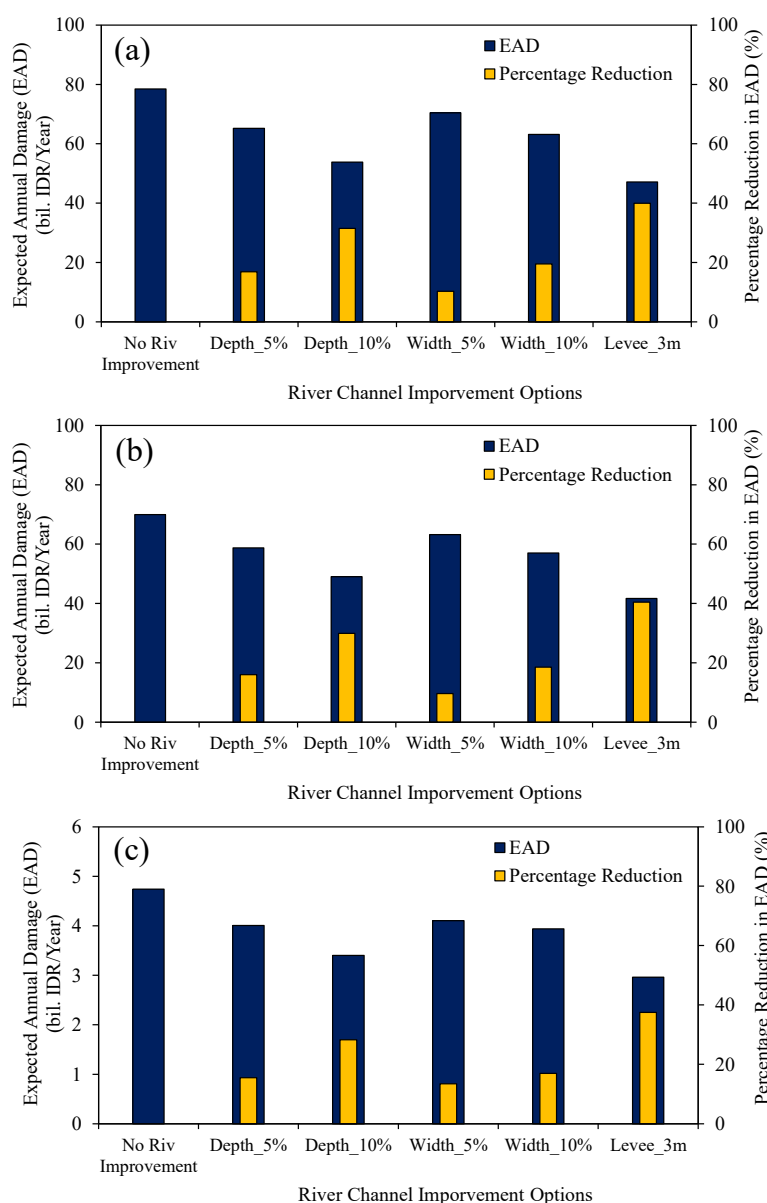 (a)
EAD
Percentage Reduction
Expected Annual Damage (EAD)
(bil. IDR/Year)
100
80
60
40
20
0
100
80
60
40
20
0
Percentage Reduction in EAD (%)
No Riv Improvement
Depth_5%
Depth_10%
Width_5%
Width_10%
Levee_3m
River Channel Imporvement Options
(b)
EAD
Percentage Reduction
Expected Annual Damage (EAD)
(bil. IDR/Year)
100
80
60
40
20
0
100
80
60
40
20
0
Percentage Reduction in EAD (%)
No Riv Improvement
Depth_5%
Depth_10%
Width_5%
Width_10%
Levee_3m
River Channel Imporvement Options
(c)
EAD
Percentage Reduction
Expected Annual Damage (EAD)
(bil. IDR/Year)
6
5
4
3
2
1
0
100
80
60
40
20
0
Percentage Reduction in EAD (%)
No Riv Improvement
Depth_5%
Depth_10%
Width_5%
Width_10%
Levee_3m
River Channel Imporvement Options